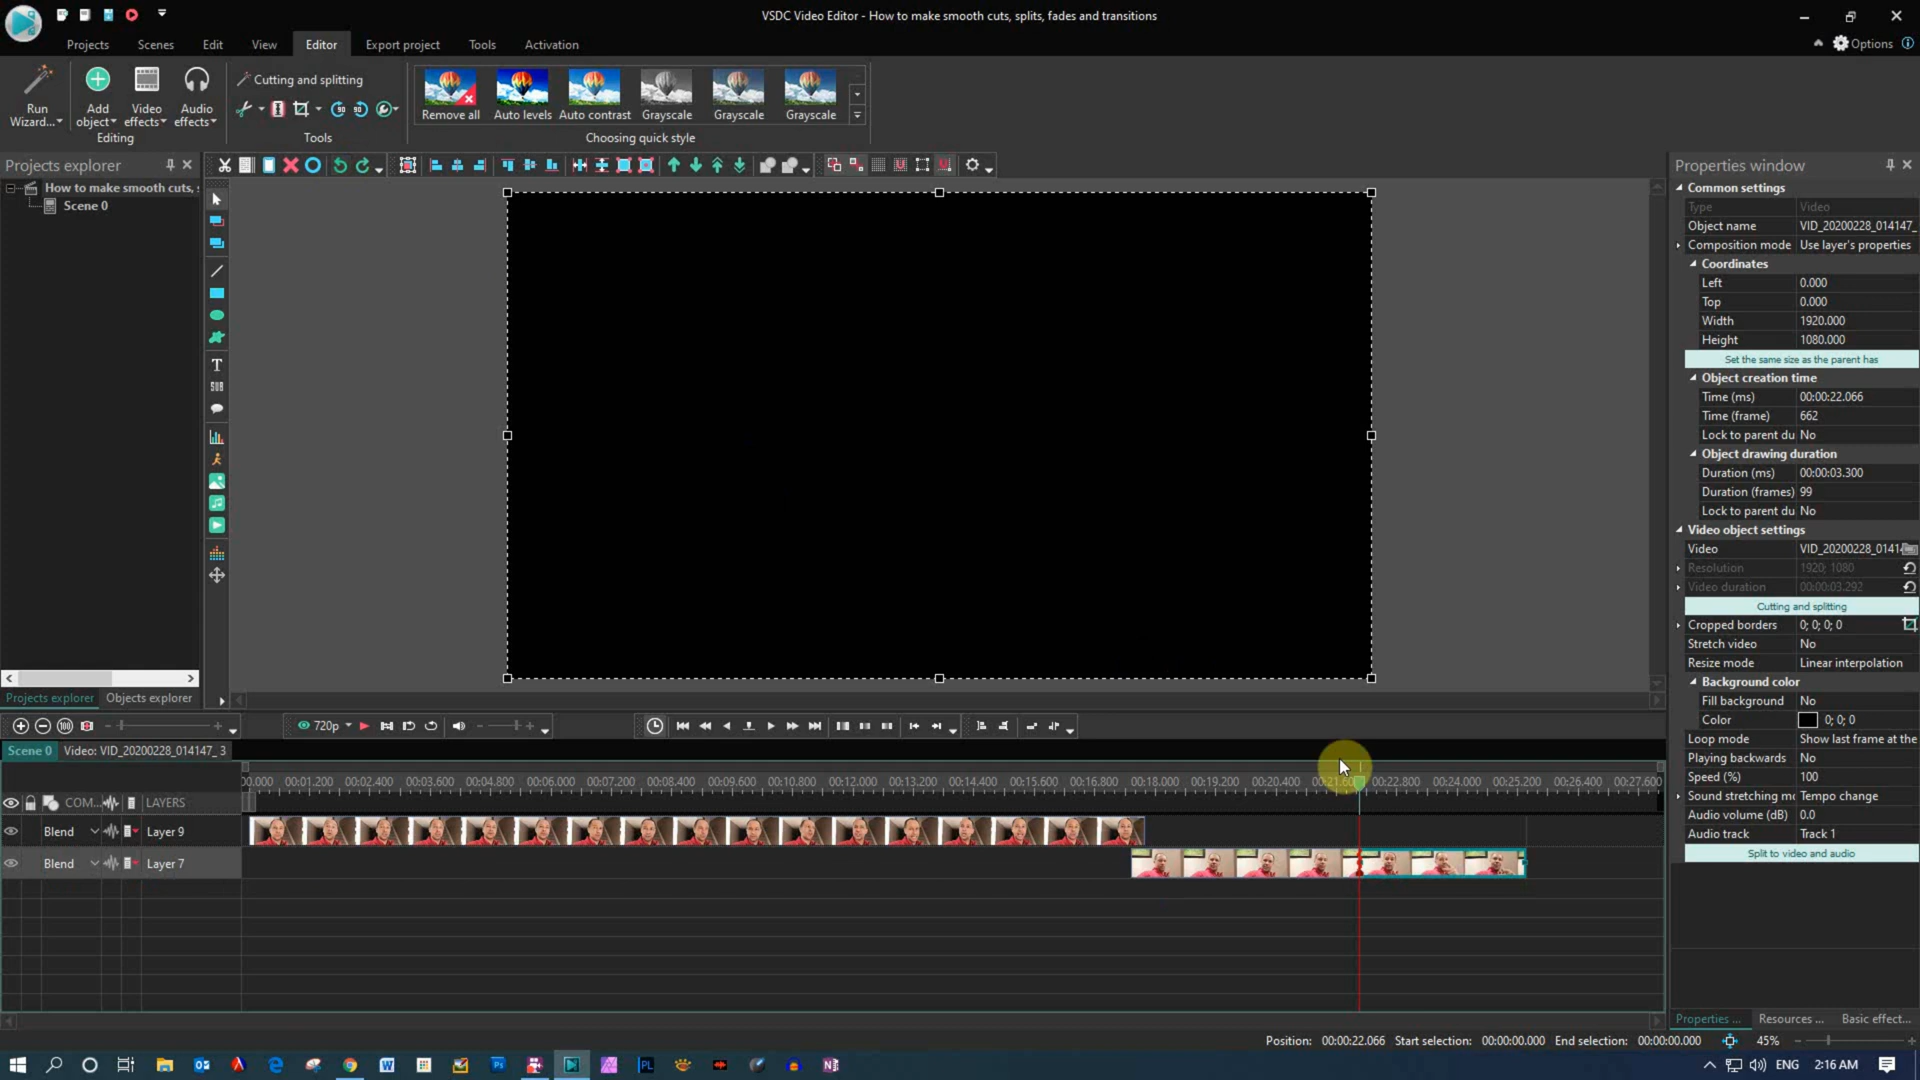 VSDC Video Editor - How to make smooth cuts, splits, fades and transitions
Projects Scenes Edit View Editor Export project Tools Activation
Options
Run Wizard...
Add object
Video effects
Audio effects
Editing
Cutting and splitting
Tools
Remove all
Auto levels
Auto contrast
Grayscale
Grayscale
Grayscale
Choosing quick style
Projects explorer
How to make smooth cuts,
Scene 0
Projects explorer Objects explorer
T
SUB
Properties window
Common settings
Type Video
Object name VID_20200228_014147_
Composition mode Use layer's properties
Coordinates
Left 0.000
Top 0.000
Width 1920.000
Height 1080.000
Set the same size as the parent has
Object creation time
Time (ms) 00:00:22.066
Time (frame) 662
Lock to parent du No
Object drawing duration
Duration (ms) 00:00:03.300
Duration (frames) 99
Lock to parent du No
Video object settings
Video VID_20200228_0141
Resolution 1920; 1080
Video duration 00:00:03.292
Cutting and splitting
Cropped borders 0; 0; 0; 0
Stretch video No
Resize mode Linear interpolation
Background color
Fill background No
Color 0; 0; 0
Loop mode Show last frame at the
Playing backwards No
Speed (%) 100
Sound stretching mo Tempo change
Audio volume (dB) 0.0
Audio track Track 1
Split to video and audio
Properties ... Resources ... Basic effect...
720p
Scene 0 Video: VID_20200228_014147_3
00:01.200 00:02.400 00:03.600 00:04.800 00:06.000 00:07.200 00:08.400 00:09.600 00:10.800 00:12.000 00:13.200 00:14.400 00:15.600 00:16.800 00:18.000 00:19.200 00:20.400 00:21.600 00:22.800 00:24.000 00:25.200 00:26.400 00:27.600
COM... LAYERS
Blend Layer 9
Blend Layer 7
Position: 00:00:22.066 Start selection: 00:00:00.000 End selection: 00:00:00.000 45%
ENG 2:16 AM